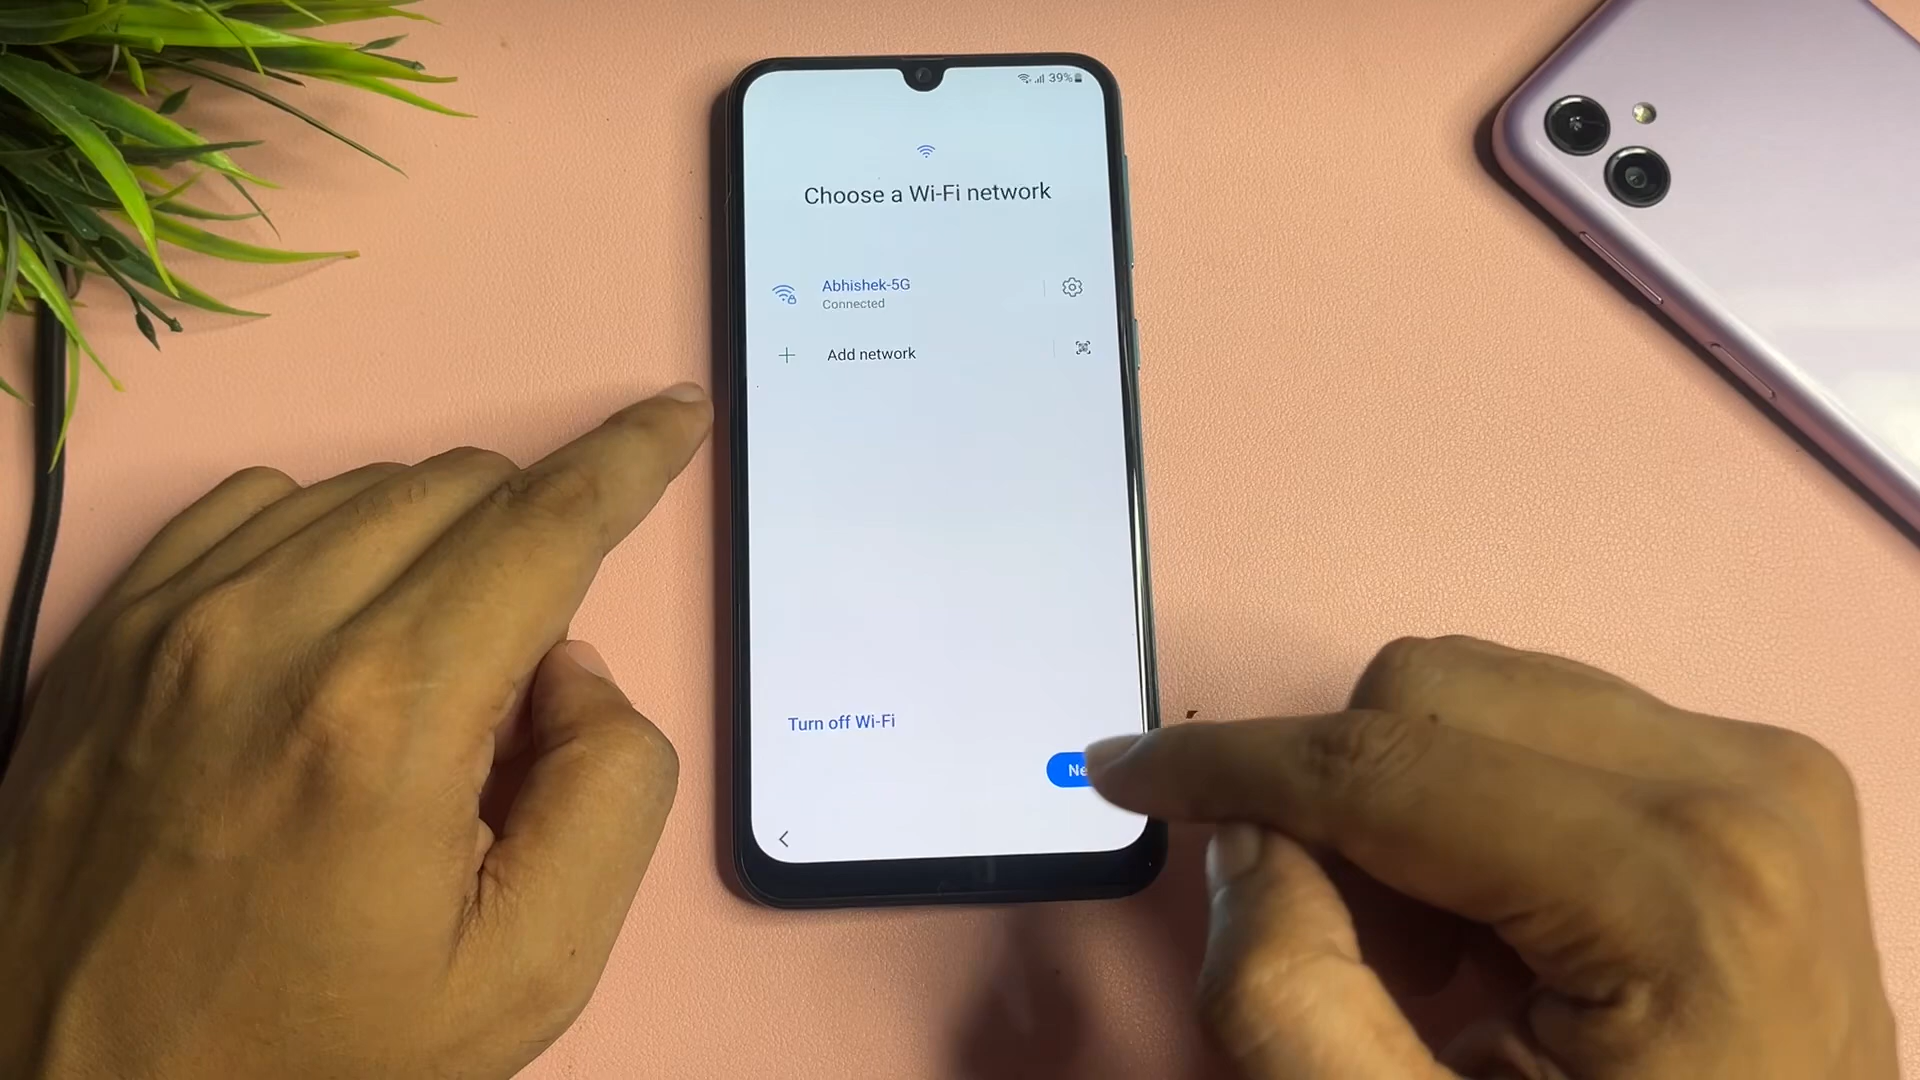 39%
Choose a Wi-Fi network
Abhishek-5G
Connected
Add network
Turn off Wi-Fi
Ne